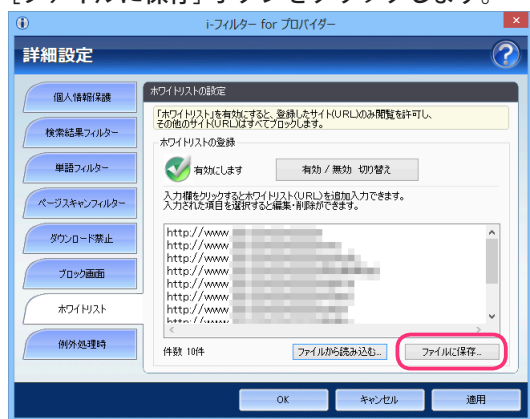 [ファイルに保存] ボタンをクリックします。
i-フィルター for プロバイダー
詳細設定
個人情報保護
検索結果フィルター
単語フィルター
ページスキャンフィルター
ダウンロード禁止
ブロック画面
ホワイトリスト
例外処理時
ホワイトリストの設定
「ホワイトリスト」を有効にすると、登録したサイト(URL)のみ閲覧を許可し、
その他のサイト(URL)はすべてブロックします。
ホワイトリストの登録
有効にします
有効 / 無効 切り替え
入力欄をクリックするとホワイトリスト(URL)を追加入力できます。
入力された項目を選択すると編集・削除ができます。
http://www
http://www
http://www
http://www
http://www
http://www
http://www
http://www
件数 10件
ファイルから読み込む...
ファイルに保存...
OK
キャンセル
適用